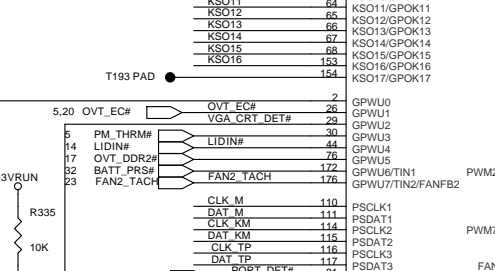 KSO11 64 KSO11/GPOK11
KSO12 65 KSO12/GPOK12
KSO13 66 KSO13/GPOK13
KSO14 67 KSO14/GPOK14
KSO15 68 KSO15/GPOK15
KSO16 153 KSO16/GPOK16
T193 PAD 154 KSO17/GPOK17
2 GPWU0
5,20 OVT_EC# OVT_EC# 26 GPWU1
VGA_CRT_DET# 29 GPWU2
5 PM_THRM# 30 GPWU3
14 LIDIN# LIDIN# 44 GPWU4
17 OVT_DDR2# 76 GPWU5
32 BATT_PRS# 172 GPWU6/TIN1 PWM2
23 FAN2_TACH FAN2_TACH 176 GPWU7/TIN2/FANFB2
3VRUN
R335
10K
CLK_M 110 PSCLK1
DAT_M 111 PSDAT1
CLK_KM 114 PSCLK2 PWM7
DAT_KM 115 PSDAT2
CLK_TP 116 PSCLK3
DAT_TP 117 PSDAT3 FAN
PORT_DET#